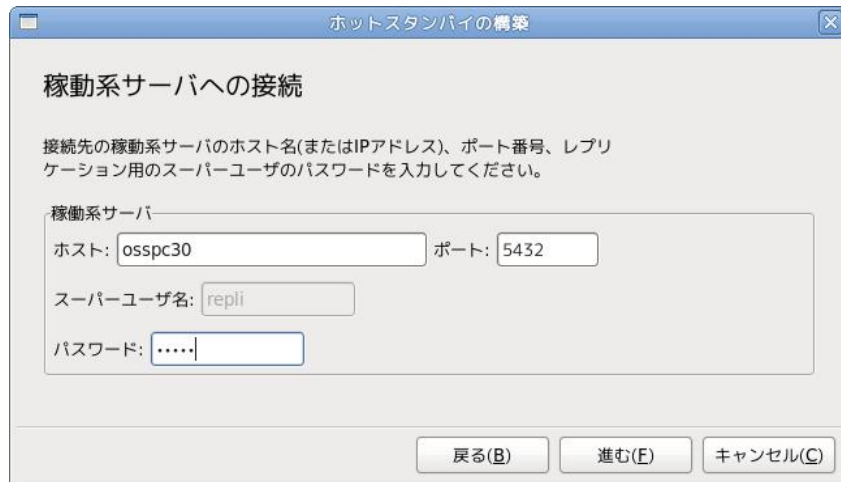 ホットスタンバイの構築
稼動系サーバへの接続
接続先の稼動系サーバのホスト名(またはIPアドレス)、ポート番号、レプリ
ケーション用のスーパーユーザのパスワードを入力してください。
稼働系サーバ
ホスト: osspc30 ポート: 5432
スーパーユーザ名: repli
パスワード: •••••
戻る(B) 進む(F) キャンセル(C)